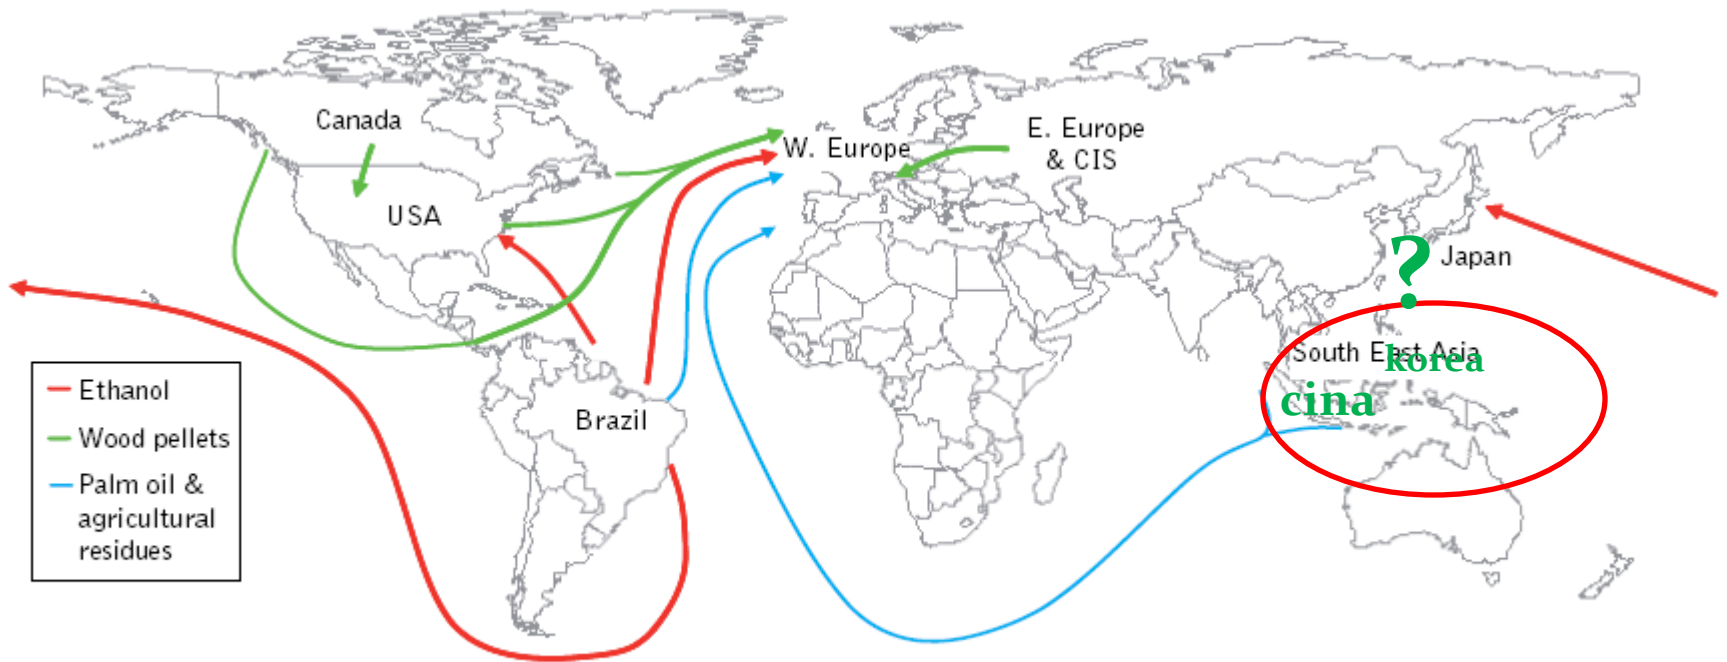 Canada
W. Europe
E. Europe
& CIS
USA
?
Japan
South East Asia
korea
cina
Brazil
Ethanol
Wood pellets
Palm oil &
agricultural
residues